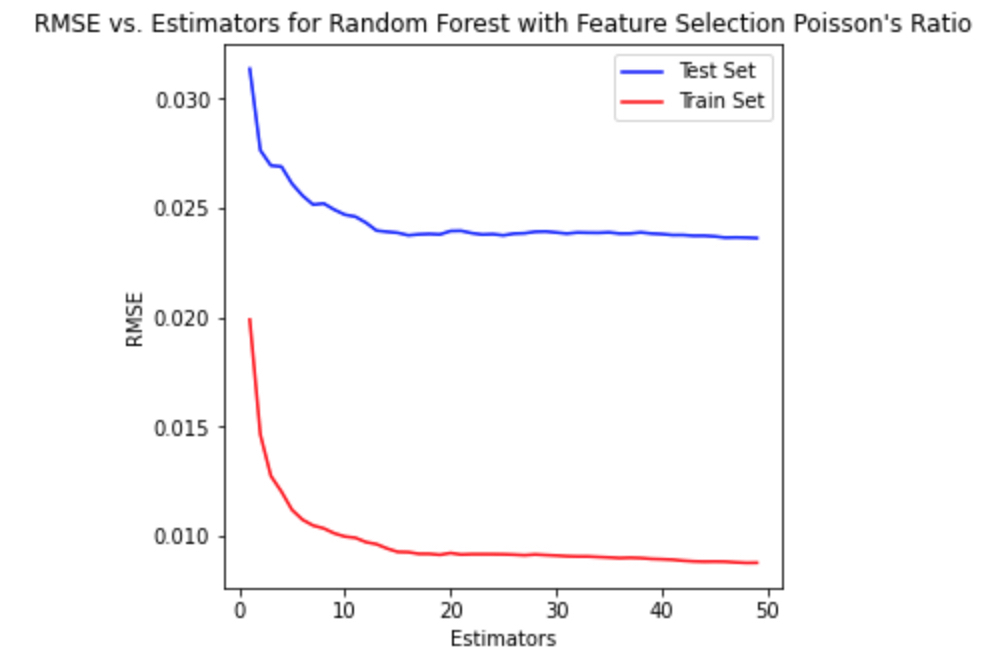 RMSE vs. Estimators for Random Forest with Feature Selection Poisson's Ratio
Test Set
Train Set
0.030
0.025
0.020
0.015
0.010
RMSE
0
10
20
30
40
50
Estimators